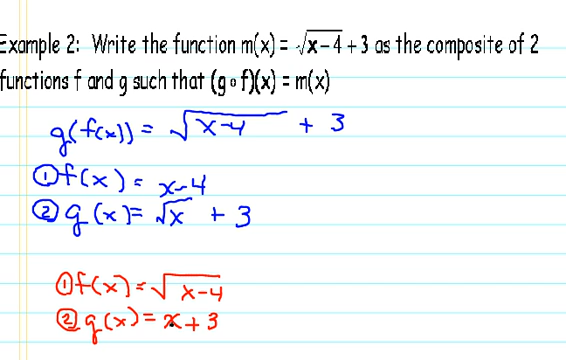 Example 2: Write the function m(x) = √x-4 + 3 as the composite of 2
functions f and g such that (g∘f)(x) = m(x)
g(f(x)) = √x-4 + 3
① f(x) = x-4
② g(x) = √x + 3
① f(x) = √x-4
② g(x) = x + 3